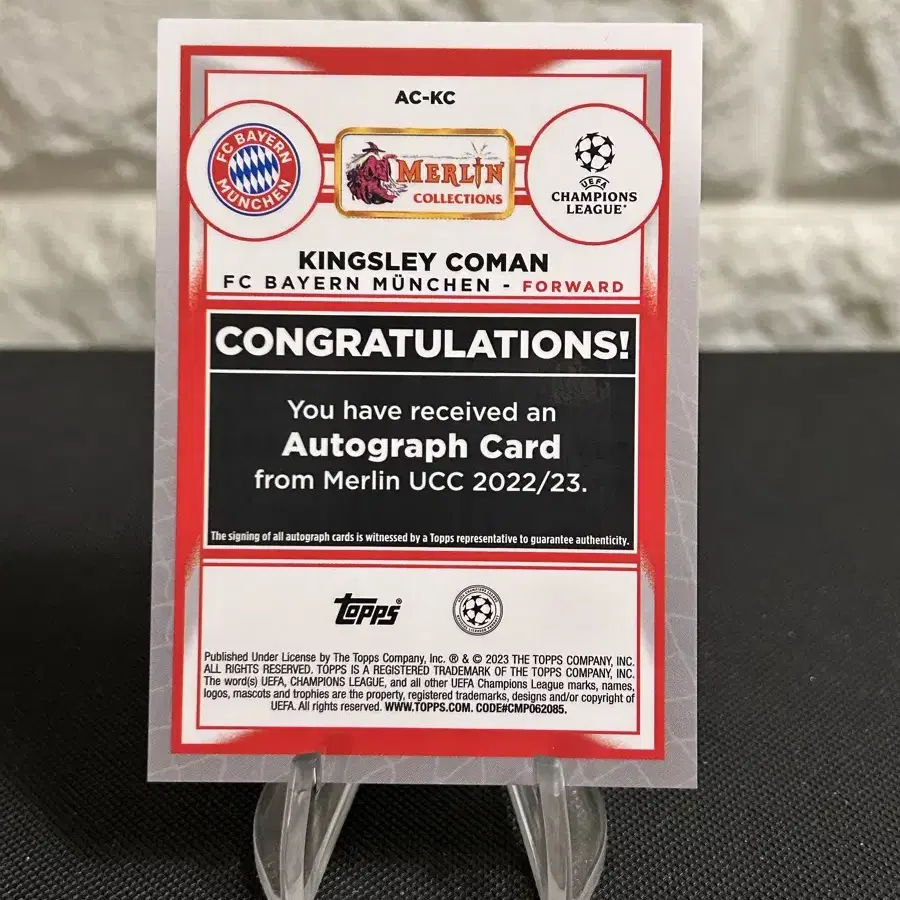 AC-KC
FC BAYERN
MÜNCHEN
MERLIN
COLLECTIONS
UEFA
CHAMPIONS
LEAGUE®
KINGSLEY COMAN
FC BAYERN MÜNCHEN - FORWARD
CONGRATULATIONS!
You have received an
Autograph Card
from Merlin UCC 2022/23.
The signing of all autograph cards is witnessed by a Topps representative to guarantee authenticity.
topps®
Published Under License by The Topps Company, Inc. ® & © 2023 THE TOPPS COMPANY, INC.
ALL RIGHTS RESERVED. TOPPS IS A REGISTERED TRADEMARK OF THE TOPPS COMPANY, INC.
The word(s) UEFA, CHAMPIONS LEAGUE, and all other UEFA Champions League marks, names,
logos, mascots and trophies are the property, registered trademarks, designs and/or copyright of
UEFA. All rights reserved. WWW.TOPPS.COM. CODE#CMP062085.